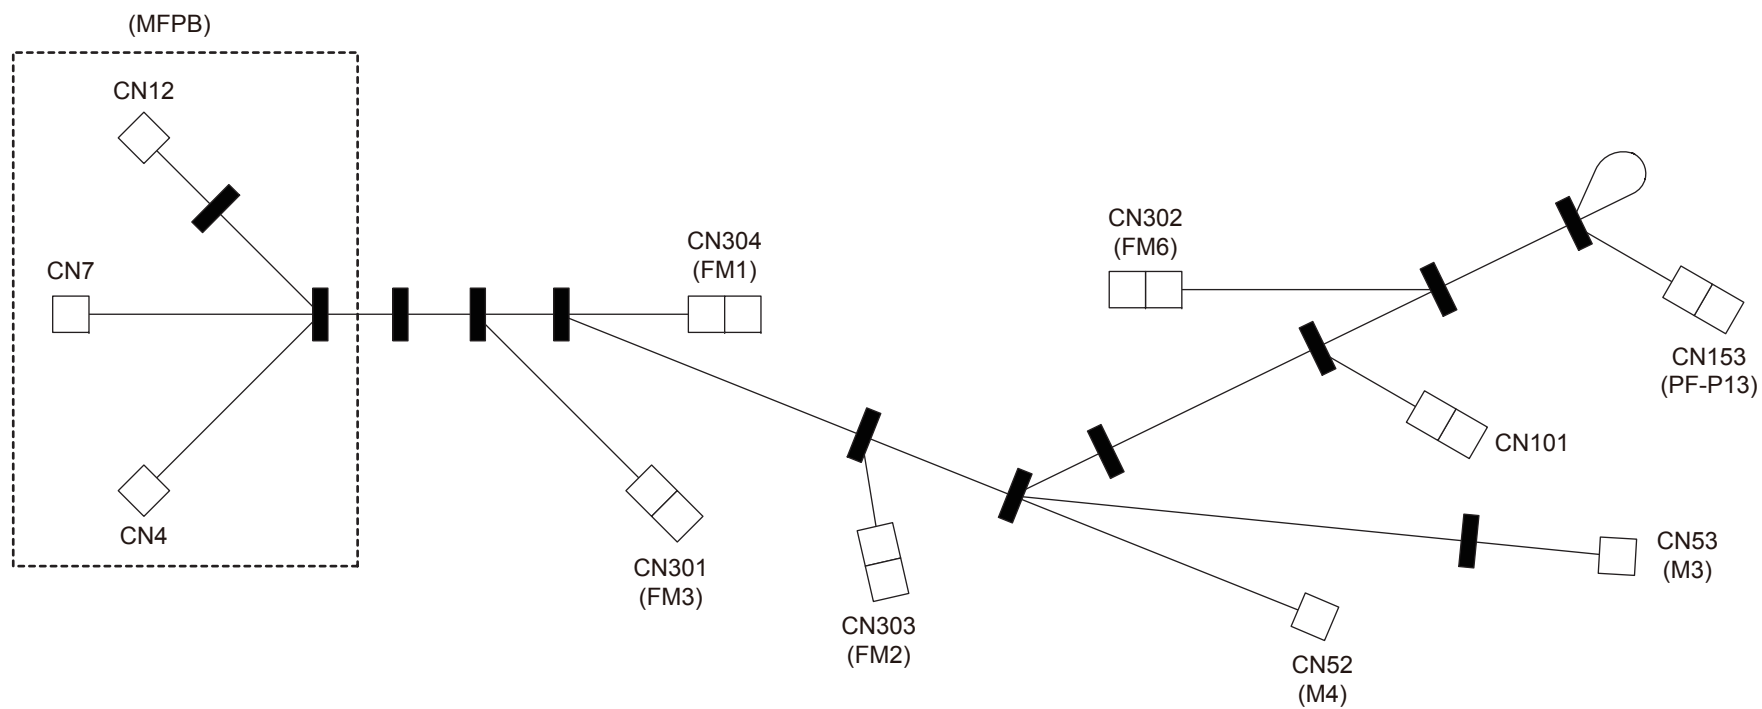 (MFPB)
CN12
CN7
CN4
CN304
(FM1)
CN301
(FM3)
CN303
(FM2)
CN302
(FM6)
CN153
(PF-P13)
CN101
CN53
(M3)
CN52
(M4)